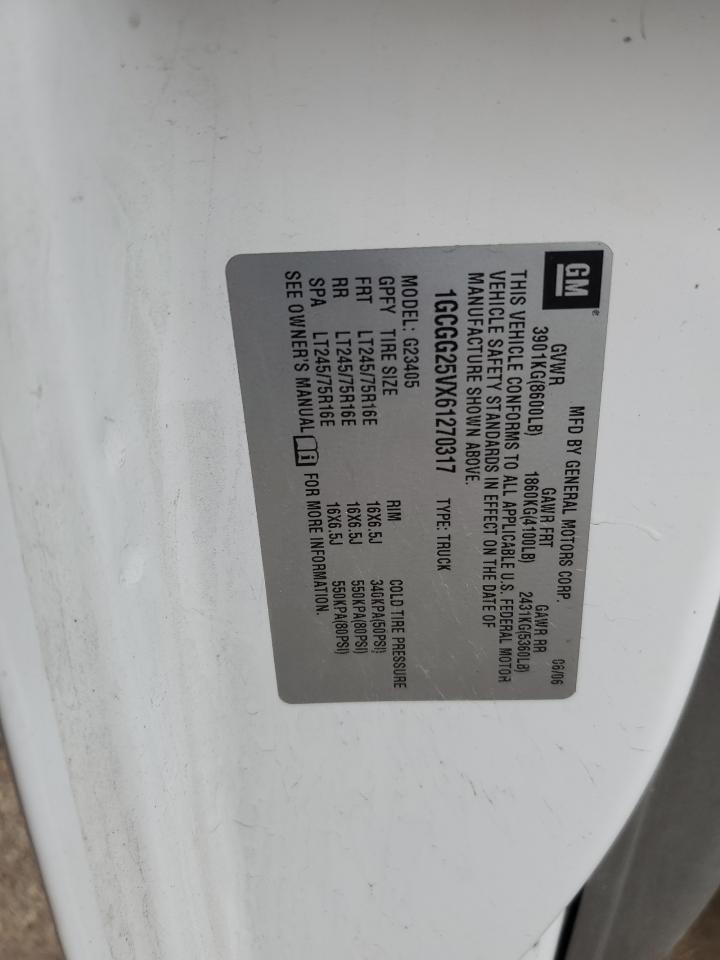 GM
MFD BY GENERAL MOTORS CORP. 06/06
GVWR GAWR FRT GAWR RR
3901KG(8600LB) 1860KG(4100LB) 2431KG(5360LB)
THIS VEHICLE CONFORMS TO ALL APPLICABLE U.S. FEDERAL MOTOR
VEHICLE SAFETY STANDARDS IN EFFECT ON THE DATE OF
MANUFACTURE SHOWN ABOVE.
1GCGG25VX61270317 TYPE: TRUCK
MODEL: G23405
GPFY TIRE SIZE RIM COLD TIRE PRESSURE
FRT LT245/75R16E 16X6.5J 340KPA(50PSI)
RR LT245/75R16E 16X6.5J 550KPA(80PSI)
SPA LT245/75R16E 16X6.5J 550KPA(80PSI)
SEE OWNER'S MANUAL FOR MORE INFORMATION.